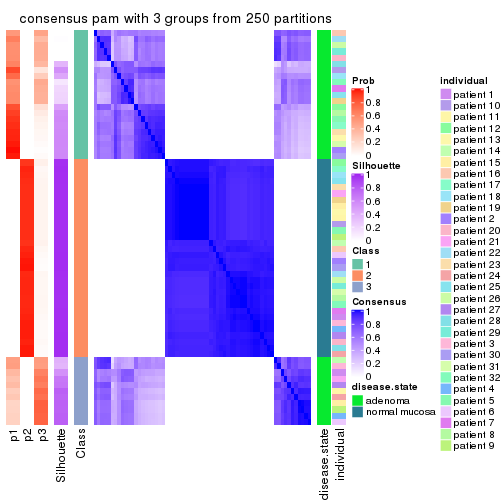 consensus pam with 3 groups from 250 partitions
p1
p2
p3
Silhouette
Class
disease.state
individual
Prob
1
0.8
0.6
0.4
0.2
0
Silhouette
1
0.8
0.6
0.4
0.2
0
Class
1
2
3
Consensus
1
0.8
0.6
0.4
0.2
0
disease.state
adenoma
normal mucosa
individual
patient 1
patient 10
patient 11
patient 12
patient 13
patient 14
patient 15
patient 16
patient 17
patient 18
patient 19
patient 2
patient 20
patient 21
patient 22
patient 23
patient 24
patient 25
patient 26
patient 27
patient 28
patient 29
patient 3
patient 30
patient 31
patient 32
patient 4
patient 5
patient 6
patient 7
patient 8
patient 9